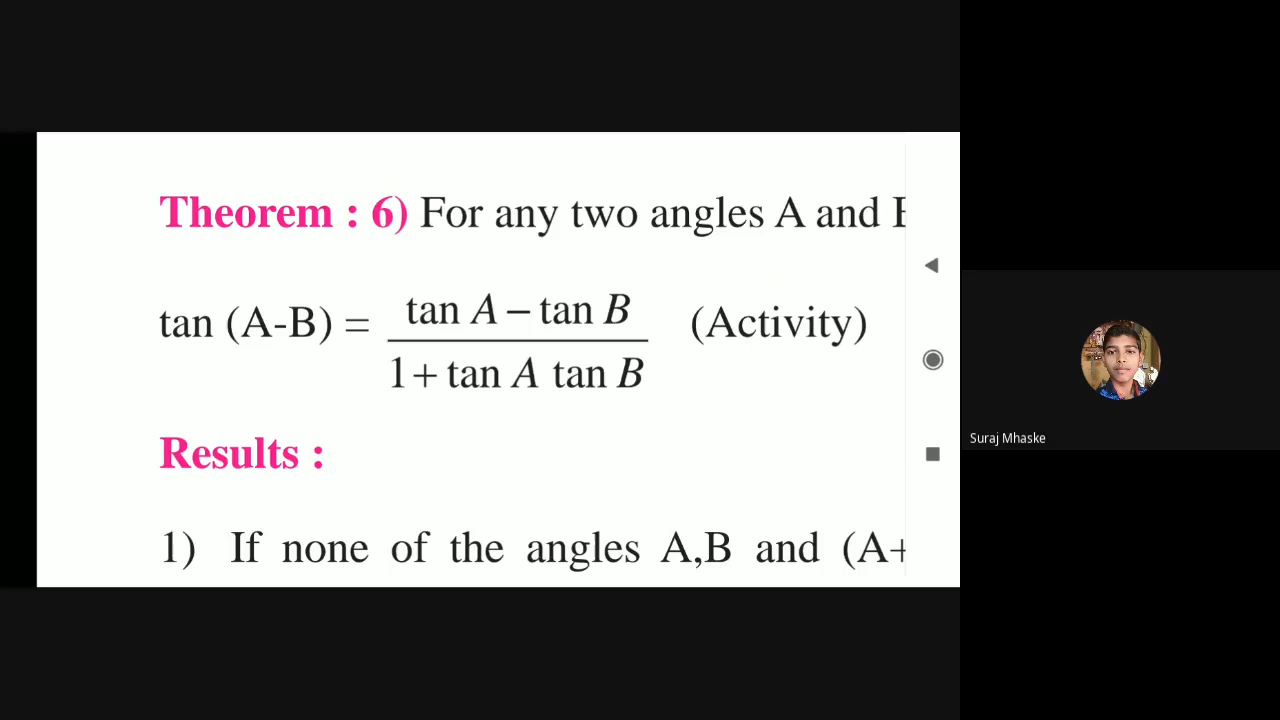 Theorem : 6) For any two angles A and
tan (A-B) = \frac{tan A – tan B}{1+ tan A tan B} (Activity)
Results :
1) If none of the angles A,B and (A+
Suraj Mhaske